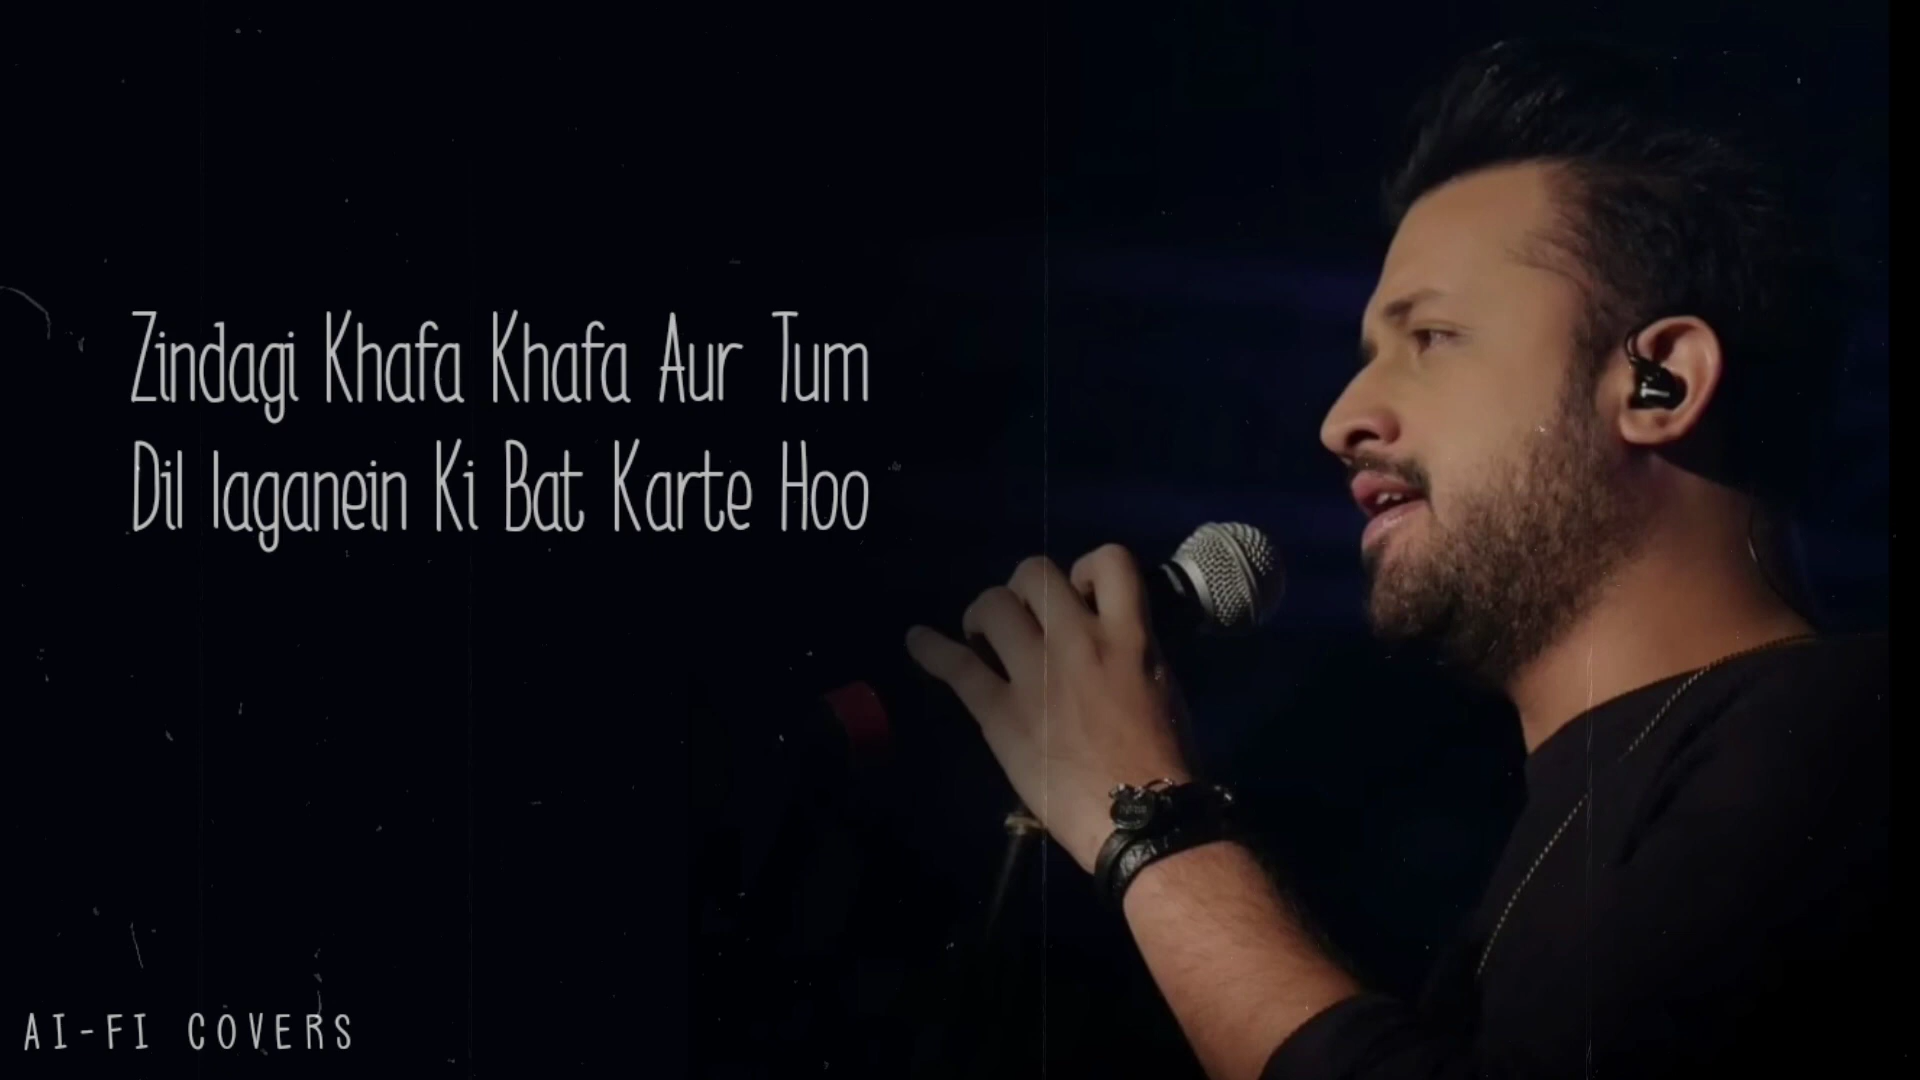 Zindagi Khafa Khafa Aur Tum
Dil laganein Ki Bat Karte Hoo
AI-FI COVERS